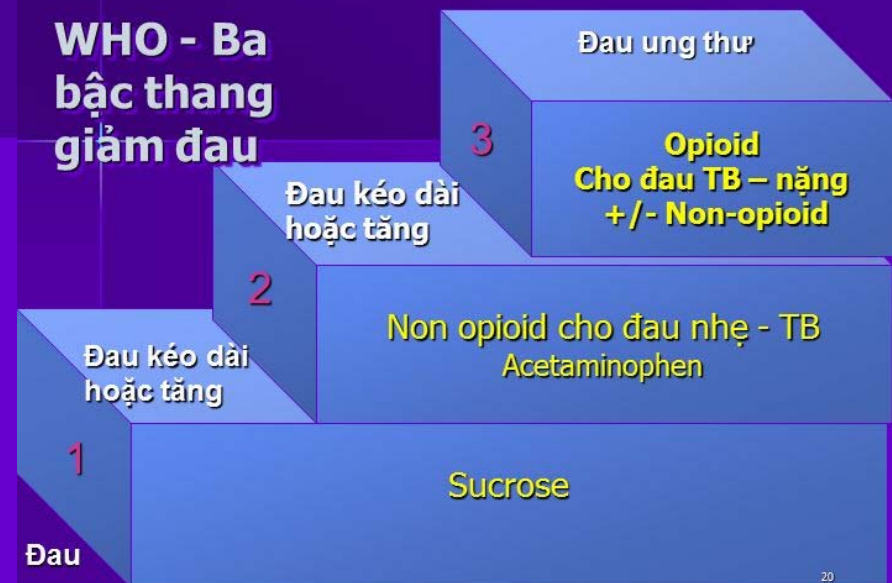 WHO - Ba
bậc thang
giảm đau
Đau ung thư
3
Opioid
Cho đau TB – nặng
+/- Non-opioid
Đau kéo dài
hoặc tăng
2
Non opioid cho đau nhẹ - TB
Acetaminophen
Đau kéo dài
hoặc tăng
1
Sucrose
Đau
20